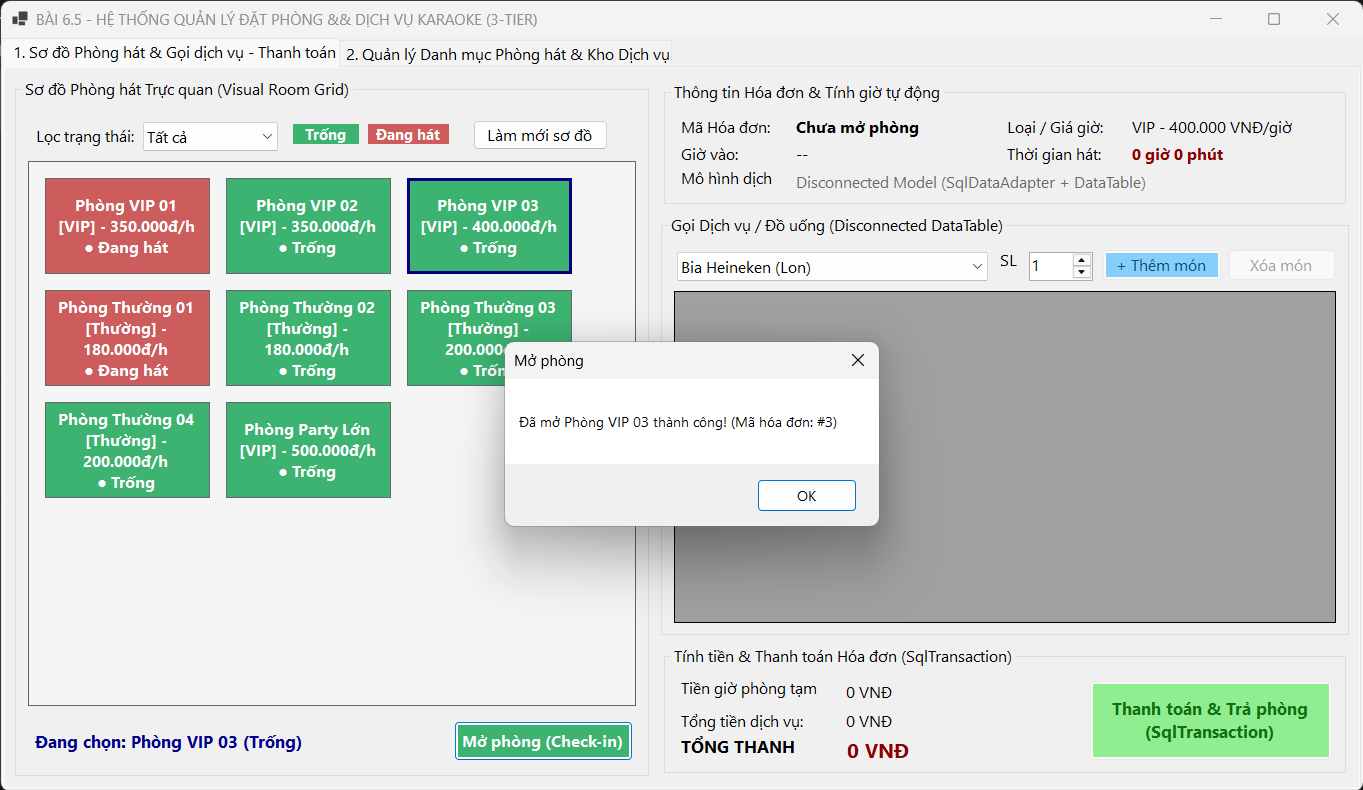 BÀI 6.5 - HỆ THỐNG QUẢN LÝ ĐẶT PHÒNG && DỊCH VỤ KARAOKE (3-TIER)
1. Sơ đồ Phòng hát & Gọi dịch vụ - Thanh toán
2. Quản lý Danh mục Phòng hát & Kho Dịch vụ
Sơ đồ Phòng hát Trực quan (Visual Room Grid)
Lọc trạng thái:
Tất cả
Trống
Đang hát
Làm mới sơ đồ
Phòng VIP 01
[VIP] - 350.000đ/h
● Đang hát
Phòng VIP 02
[VIP] - 350.000đ/h
● Trống
Phòng VIP 03
[VIP] - 400.000đ/h
● Trống
Phòng Thường 01
[Thường] -
180.000đ/h
● Đang hát
Phòng Thường 02
[Thường] -
180.000đ/h
● Trống
Phòng Thường 03
[Thường] -
200.00
● Trốn
Phòng Thường 04
[Thường] -
200.000đ/h
● Trống
Phòng Party Lớn
[VIP] - 500.000đ/h
● Trống
Đang chọn: Phòng VIP 03 (Trống)
Mở phòng (Check-in)
Thông tin Hóa đơn & Tính giờ tự động
Mã Hóa đơn:
Chưa mở phòng
Loại / Giá giờ:
VIP - 400.000 VNĐ/giờ
Giờ vào:
--
Thời gian hát:
0 giờ 0 phút
Mô hình dịch
Disconnected Model (SqlDataAdapter + DataTable)
Gọi Dịch vụ / Đồ uống (Disconnected DataTable)
Bia Heineken (Lon)
SL
1
+ Thêm món
Xóa món
Mở phòng
Đã mở Phòng VIP 03 thành công! (Mã hóa đơn: #3)
OK
Tính tiền & Thanh toán Hóa đơn (SqlTransaction)
Tiền giờ phòng tạm
0 VNĐ
Tổng tiền dịch vụ:
0 VNĐ
TỔNG THANH
0 VNĐ
Thanh toán & Trả phòng
(SqlTransaction)